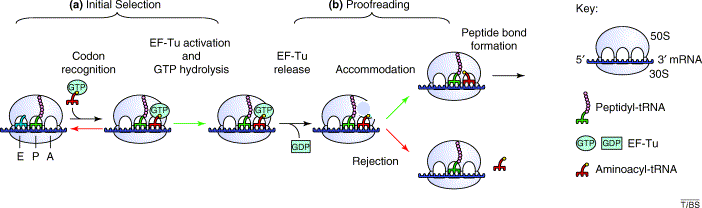 (a) Initial Selection
(b) Proofreading
Key:
Codon
recognition
EF-Tu activation
and
GTP hydrolysis
EF-Tu
release
Accommodation
Peptide bond
formation
GTP
GTP
GTP
GDP
E P A
Rejection
50S
5′ 3′ mRNA
30S
Peptidyl-tRNA
GTP GDP EF-Tu
Aminoacyl-tRNA
TiBS